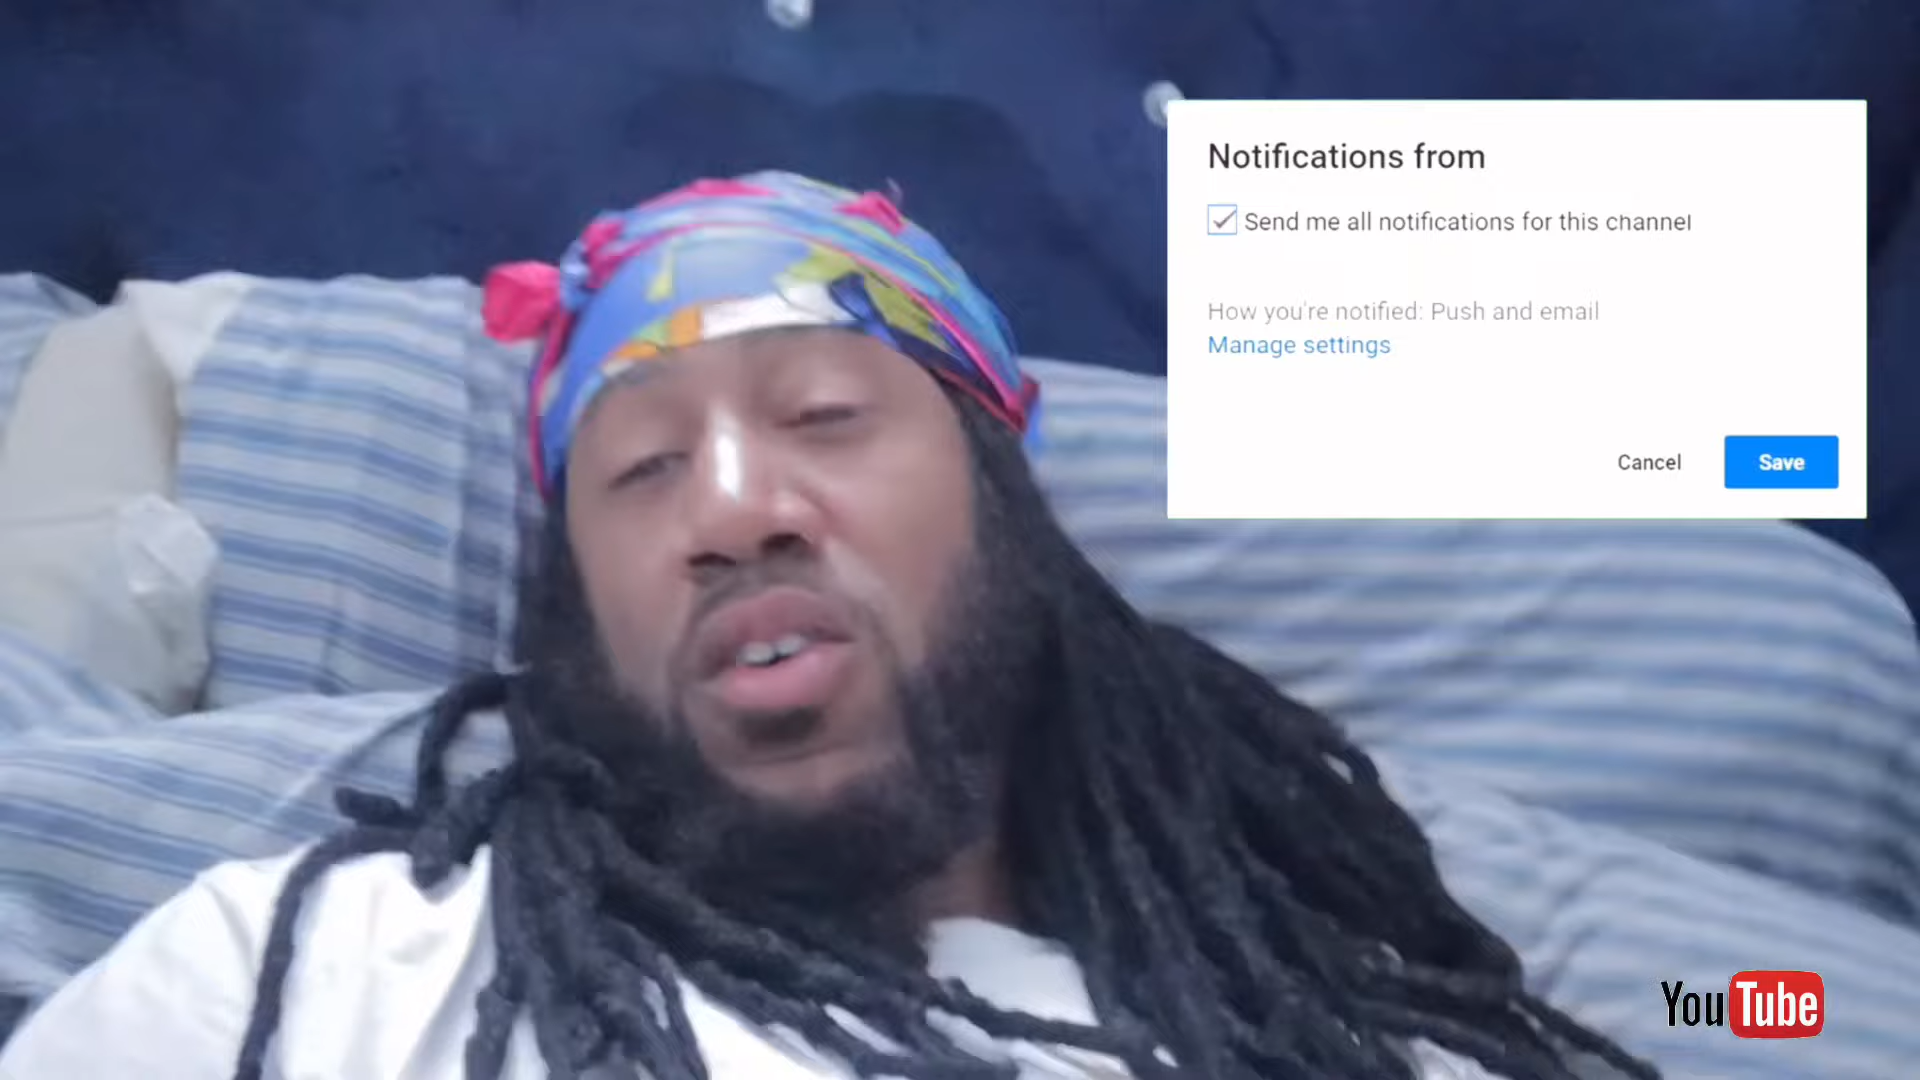 Notifications from
Send me all notifications for this channel
How you're notified: Push and email
Manage settings
Cancel
Save
YouTube